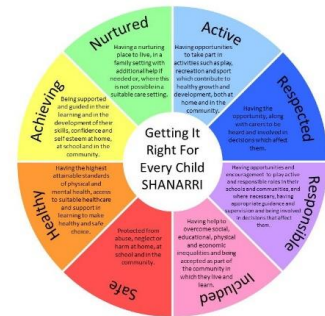 Nurtured
Having a nurturing
place to live, in a
family setting with
additional help if
needed or, where this
is not possible in a
suitable care setting.
Active
Having opportunities
to take part in
activities such as play,
recreation and sport
which contribute to
healthy growth and
development, both
at home and in the
community.
Respected
Having the
opportunity, along
with carers to be
heard and involved in
decisions which affect
them.
Responsible
Having opportunities and
encouragement to play active
and responsible roles in their
schools and communities, and
where necessary, having
appropriate guidance and
supervision and being involved in
decisions that affect them.
Included
Having help to
overcome social,
educational, physical
and economic
inequalities and being
accepted as part of
the community in
which they live and
learn.
Safe
Protected from
abuse, neglect or
harm at home, at
school and in the
community.
Healthy
Having the highest
attainable standards
of physical and
mental health, access
to suitable healthcare
and support in
learning to make
healthy and safe
choice.
Achieving
Being supported
and guided in their
learning and in the
development of their
skills, confidence and
self esteem at home,
at school and in the
community.
Getting It
Right For
Every Child
SHANARRI